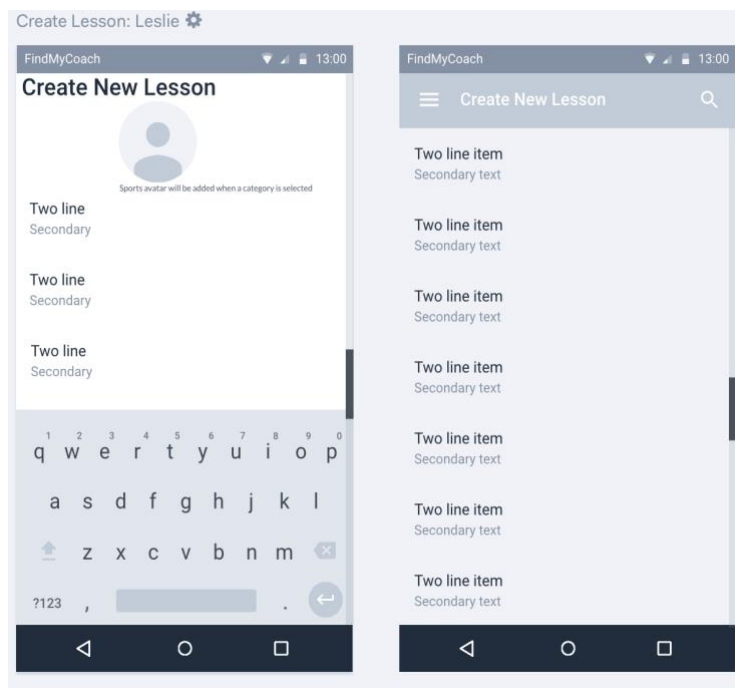 Create Lesson: Leslie
FindMyCoach 13:00
Create New Lesson
Sports avatar will be added when a category is selected
Two line
Secondary
Two line
Secondary
Two line
Secondary
1 2 3 4 5 6 7 8 9 0
q w e r t y u i o p
a s d f g h j k l
z x c v b n m
?123 , .
FindMyCoach 13:00
Create New Lesson
Two line item
Secondary text
Two line item
Secondary text
Two line item
Secondary text
Two line item
Secondary text
Two line item
Secondary text
Two line item
Secondary text
Two line item
Secondary text